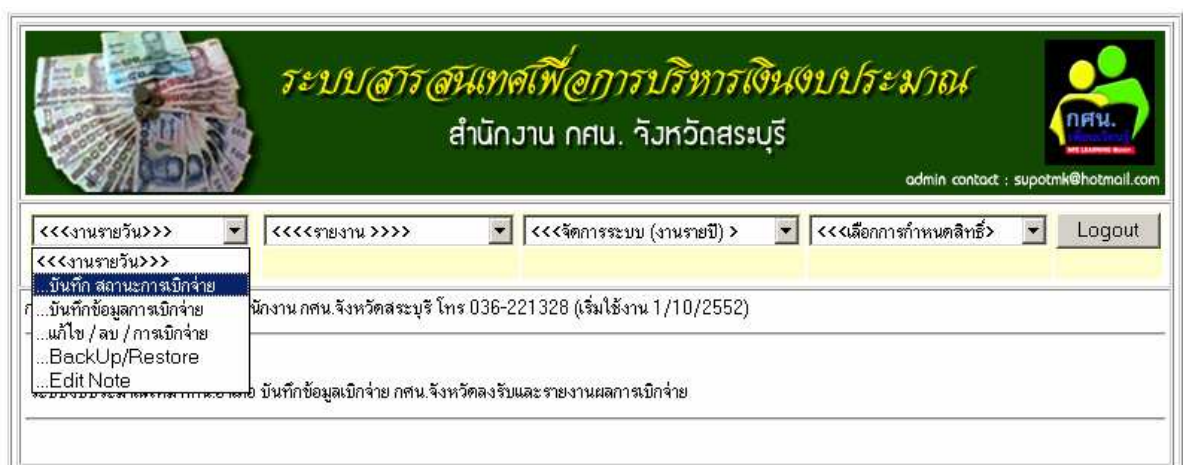 ระบบสารสนเทศเพื่อการบริหารเงินงบประมาณ
สำนักงาน กศน. จังหวัดสระบุรี
กศน.
admin contact : supotmk@hotmail.com
<<<งานรายวัน>>> <<<<รายงาน >>>> <<<จัดการระบบ (งานรายปี) > <<<เลือกการกำหนดสิทธิ์> Logout
<<<งานรายวัน>>>
...บันทึก สถานะการเบิกจ่าย
...บันทึกข้อมูลการเบิกจ่าย
นักงาน กศน.จังหวัดสระบุรี โทร 036-221328 (เริ่มใช้งาน 1/10/2552)
...แก้ไข / ลบ / การเบิกจ่าย
...BackUp/Restore
...Edit Note
บันทึกข้อมูลเบิกจ่าย กศน.จังหวัดลงรับและรายงานผลการเบิกจ่าย